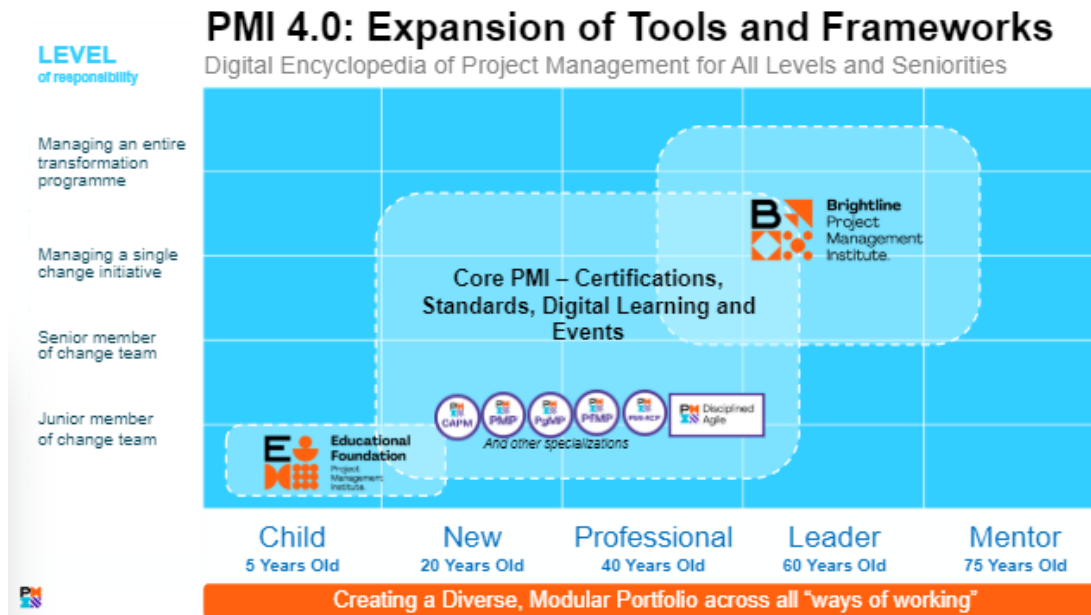 PMI 4.0: Expansion of Tools and Frameworks
Digital Encyclopedia of Project Management for All Levels and Seniorities
LEVEL
of responsibility
Managing an entire
transformation
programme
Managing a single
change initiative
Senior member
of change team
Junior member
of change team
Brightline
Project
Management
Institute.
Core PMI – Certifications,
Standards, Digital Learning and
Events
CAPM
PMP
PgMP
PfMP
PMI-ACP
Disciplined
Agile
And other specializations
Educational
Foundation
Project
Management
Institute.
Child
5 Years Old
New
20 Years Old
Professional
40 Years Old
Leader
60 Years Old
Mentor
75 Years Old
Creating a Diverse, Modular Portfolio across all “ways of working”